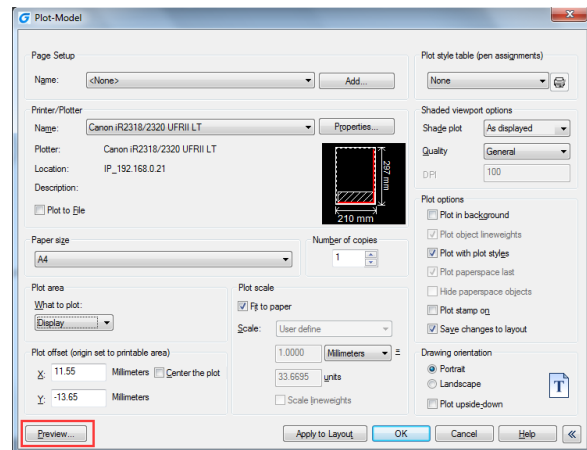 Plot-Model
Page Setup
Name: <None> Add...
Printer/Plotter
Name: Canon iR2318/2320 UFRII LT Properties...
Plotter: Canon iR2318/2320 UFRII LT
Location: IP_192.168.0.21
Description:
Plot to File
297 mm
210 mm
Paper size
A4
Number of copies
1
Plot area
What to plot:
Display
Plot offset (origin set to printable area)
X: 11.55 Millimeters Center the plot
Y: -13.65 Millimeters
Plot scale
Fit to paper
Scale: User define
1.0000 Millimeters =
33.6695 units
Scale lineweights
Plot style table (pen assignments)
None
Shaded viewport options
Shade plot As displayed
Quality General
DPI 100
Plot options
Plot in background
Plot object lineweights
Plot with plot styles
Plot paperspace last
Hide paperspace objects
Plot stamp on
Save changes to layout
Drawing orientation
Portrait
Landscape
Plot upside-down
T
Preview... Apply to Layout OK Cancel Help «